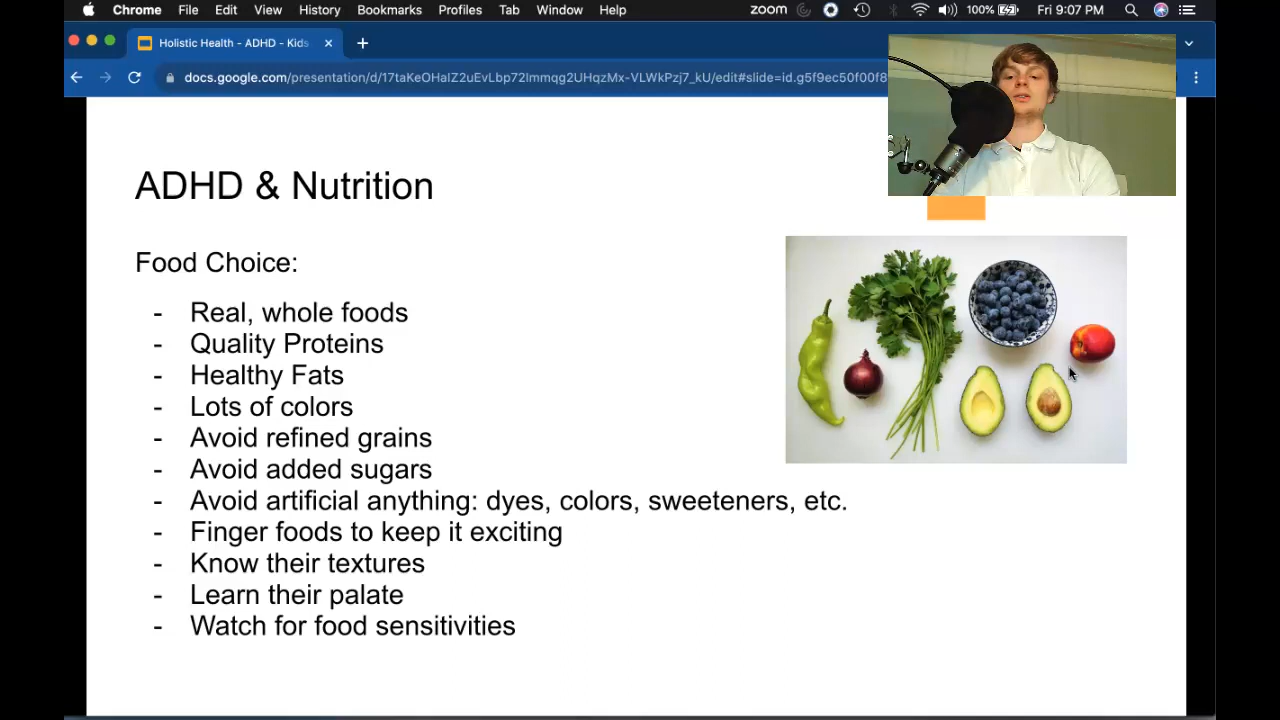 Chrome File Edit View History Bookmarks Profiles Tab Window Help zoom 100% Fri 9:07 PM
Holistic Health - ADHD - Kids
docs.google.com/presentation/d/17taKeOHalZ2uEvLbp72lmmqg2UHqzMx-VLWkPzj7_kU/edit#slide=id.g5f9ec50f00f8
ADHD & Nutrition
Food Choice:
- Real, whole foods
- Quality Proteins
- Healthy Fats
- Lots of colors
- Avoid refined grains
- Avoid added sugars
- Avoid artificial anything: dyes, colors, sweeteners, etc.
- Finger foods to keep it exciting
- Know their textures
- Learn their palate
- Watch for food sensitivities